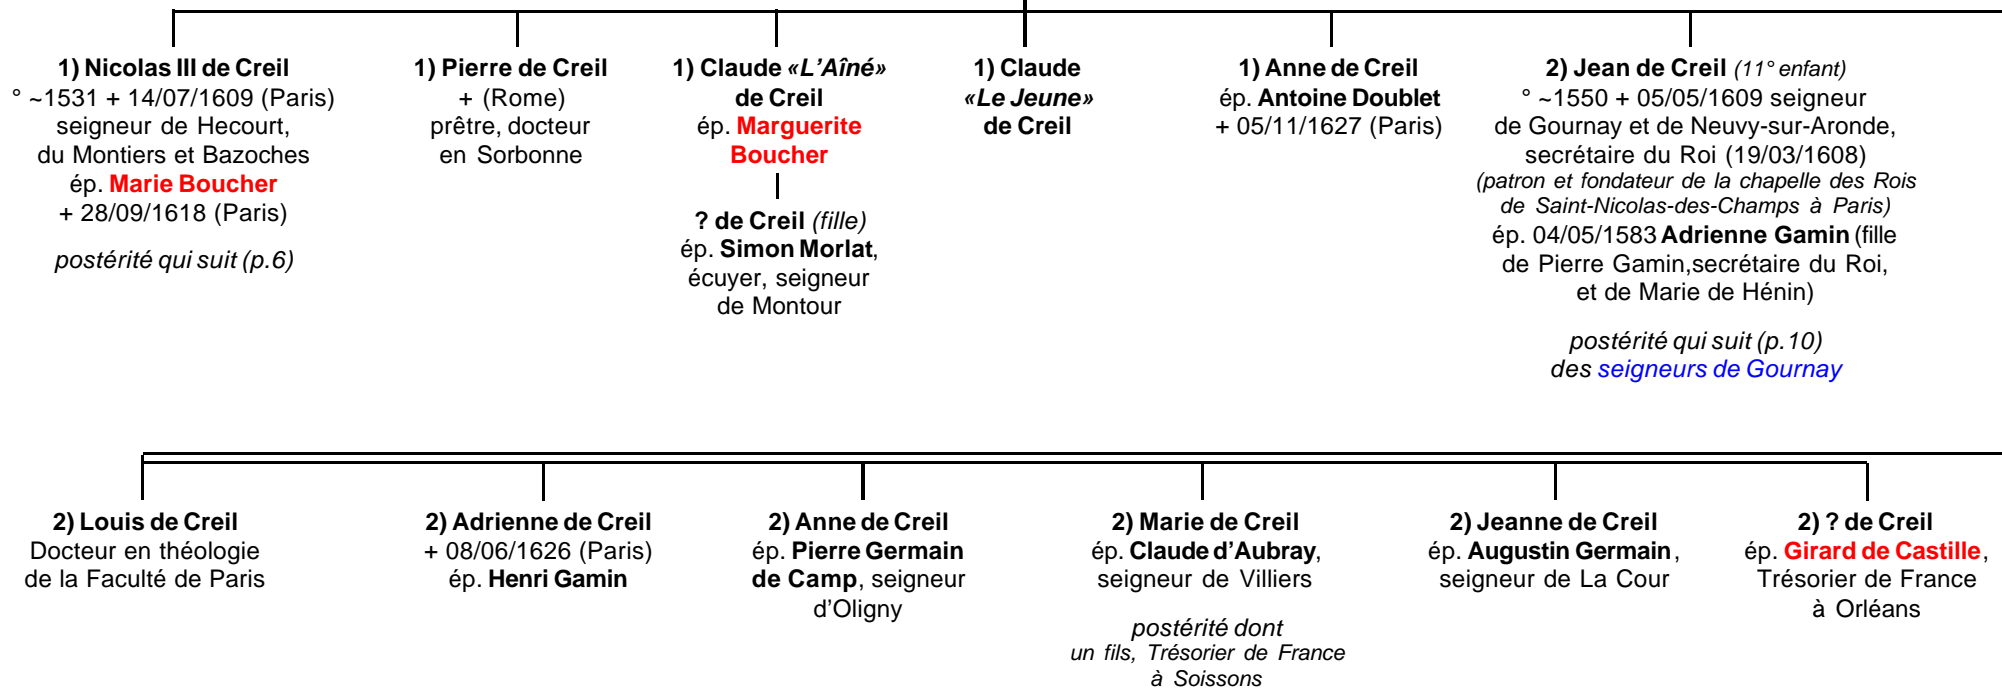 1) Nicolas III de Creil
° ~1531 + 14/07/1609 (Paris)
seigneur de Hecourt,
du Montiers et Bazoches
ép. Marie Boucher
+ 28/09/1618 (Paris)
postérité qui suit (p.6)
1) Pierre de Creil
+ (Rome)
prêtre, docteur
en Sorbonne
1) Claude «L'Aîné»
de Creil
ép. Marguerite
Boucher
? de Creil (fille)
ép. Simon Morlat,
écuyer, seigneur
de Montour
1) Claude
«Le Jeune»
de Creil
1) Anne de Creil
ép. Antoine Doublet
+ 05/11/1627 (Paris)
2) Jean de Creil (11° enfant)
° ~1550 + 05/05/1609 seigneur
de Gournay et de Neuvy-sur-Aronde,
secrétaire du Roi (19/03/1608)
(patron et fondateur de la chapelle des Rois
de Saint-Nicolas-des-Champs à Paris)
ép. 04/05/1583 Adrienne Gamin (fille
de Pierre Gamin,secrétaire du Roi,
et de Marie de Hénin)
postérité qui suit (p.10)
des seigneurs de Gournay
2) Louis de Creil
Docteur en théologie
de la Faculté de Paris
2) Adrienne de Creil
+ 08/06/1626 (Paris)
ép. Henri Gamin
2) Anne de Creil
ép. Pierre Germain
de Camp, seigneur
d’Oligny
2) Marie de Creil
ép. Claude d’Aubray,
seigneur de Villiers
postérité dont
un fils, Trésorier de France
à Soissons
2) Jeanne de Creil
ép. Augustin Germain,
seigneur de La Cour
2) ? de Creil
ép. Girard de Castille,
Trésorier de France
à Orléans